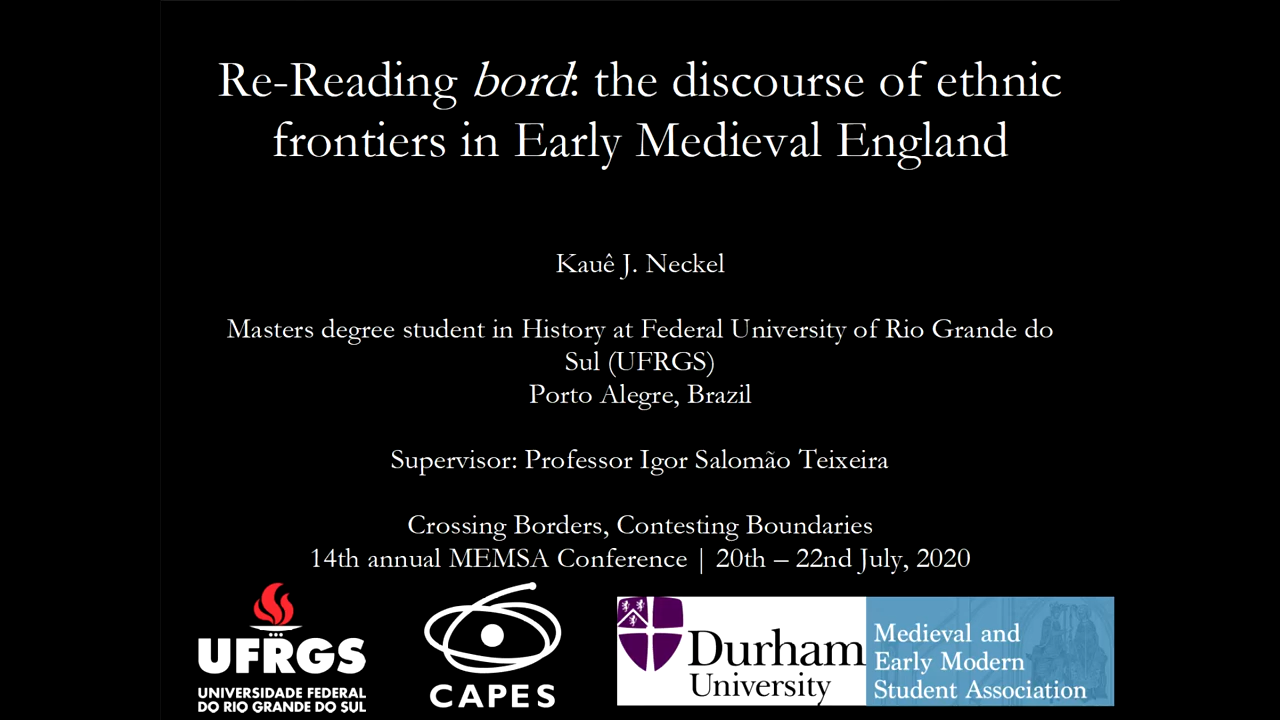 Re-Reading bord: the discourse of ethnic
frontiers in Early Medieval England
Kauê J. Neckel
Masters degree student in History at Federal University of Rio Grande do
Sul (UFRGS)
Porto Alegre, Brazil
Supervisor: Professor Igor Salomão Teixeira
Crossing Borders, Contesting Boundaries
14th annual MEMSA Conference | 20th – 22nd July, 2020
UFRGS
UNIVERSIDADE FEDERAL
DO RIO GRANDE DO SUL
CAPES
Durham
University
Medieval and
Early Modern
Student Association